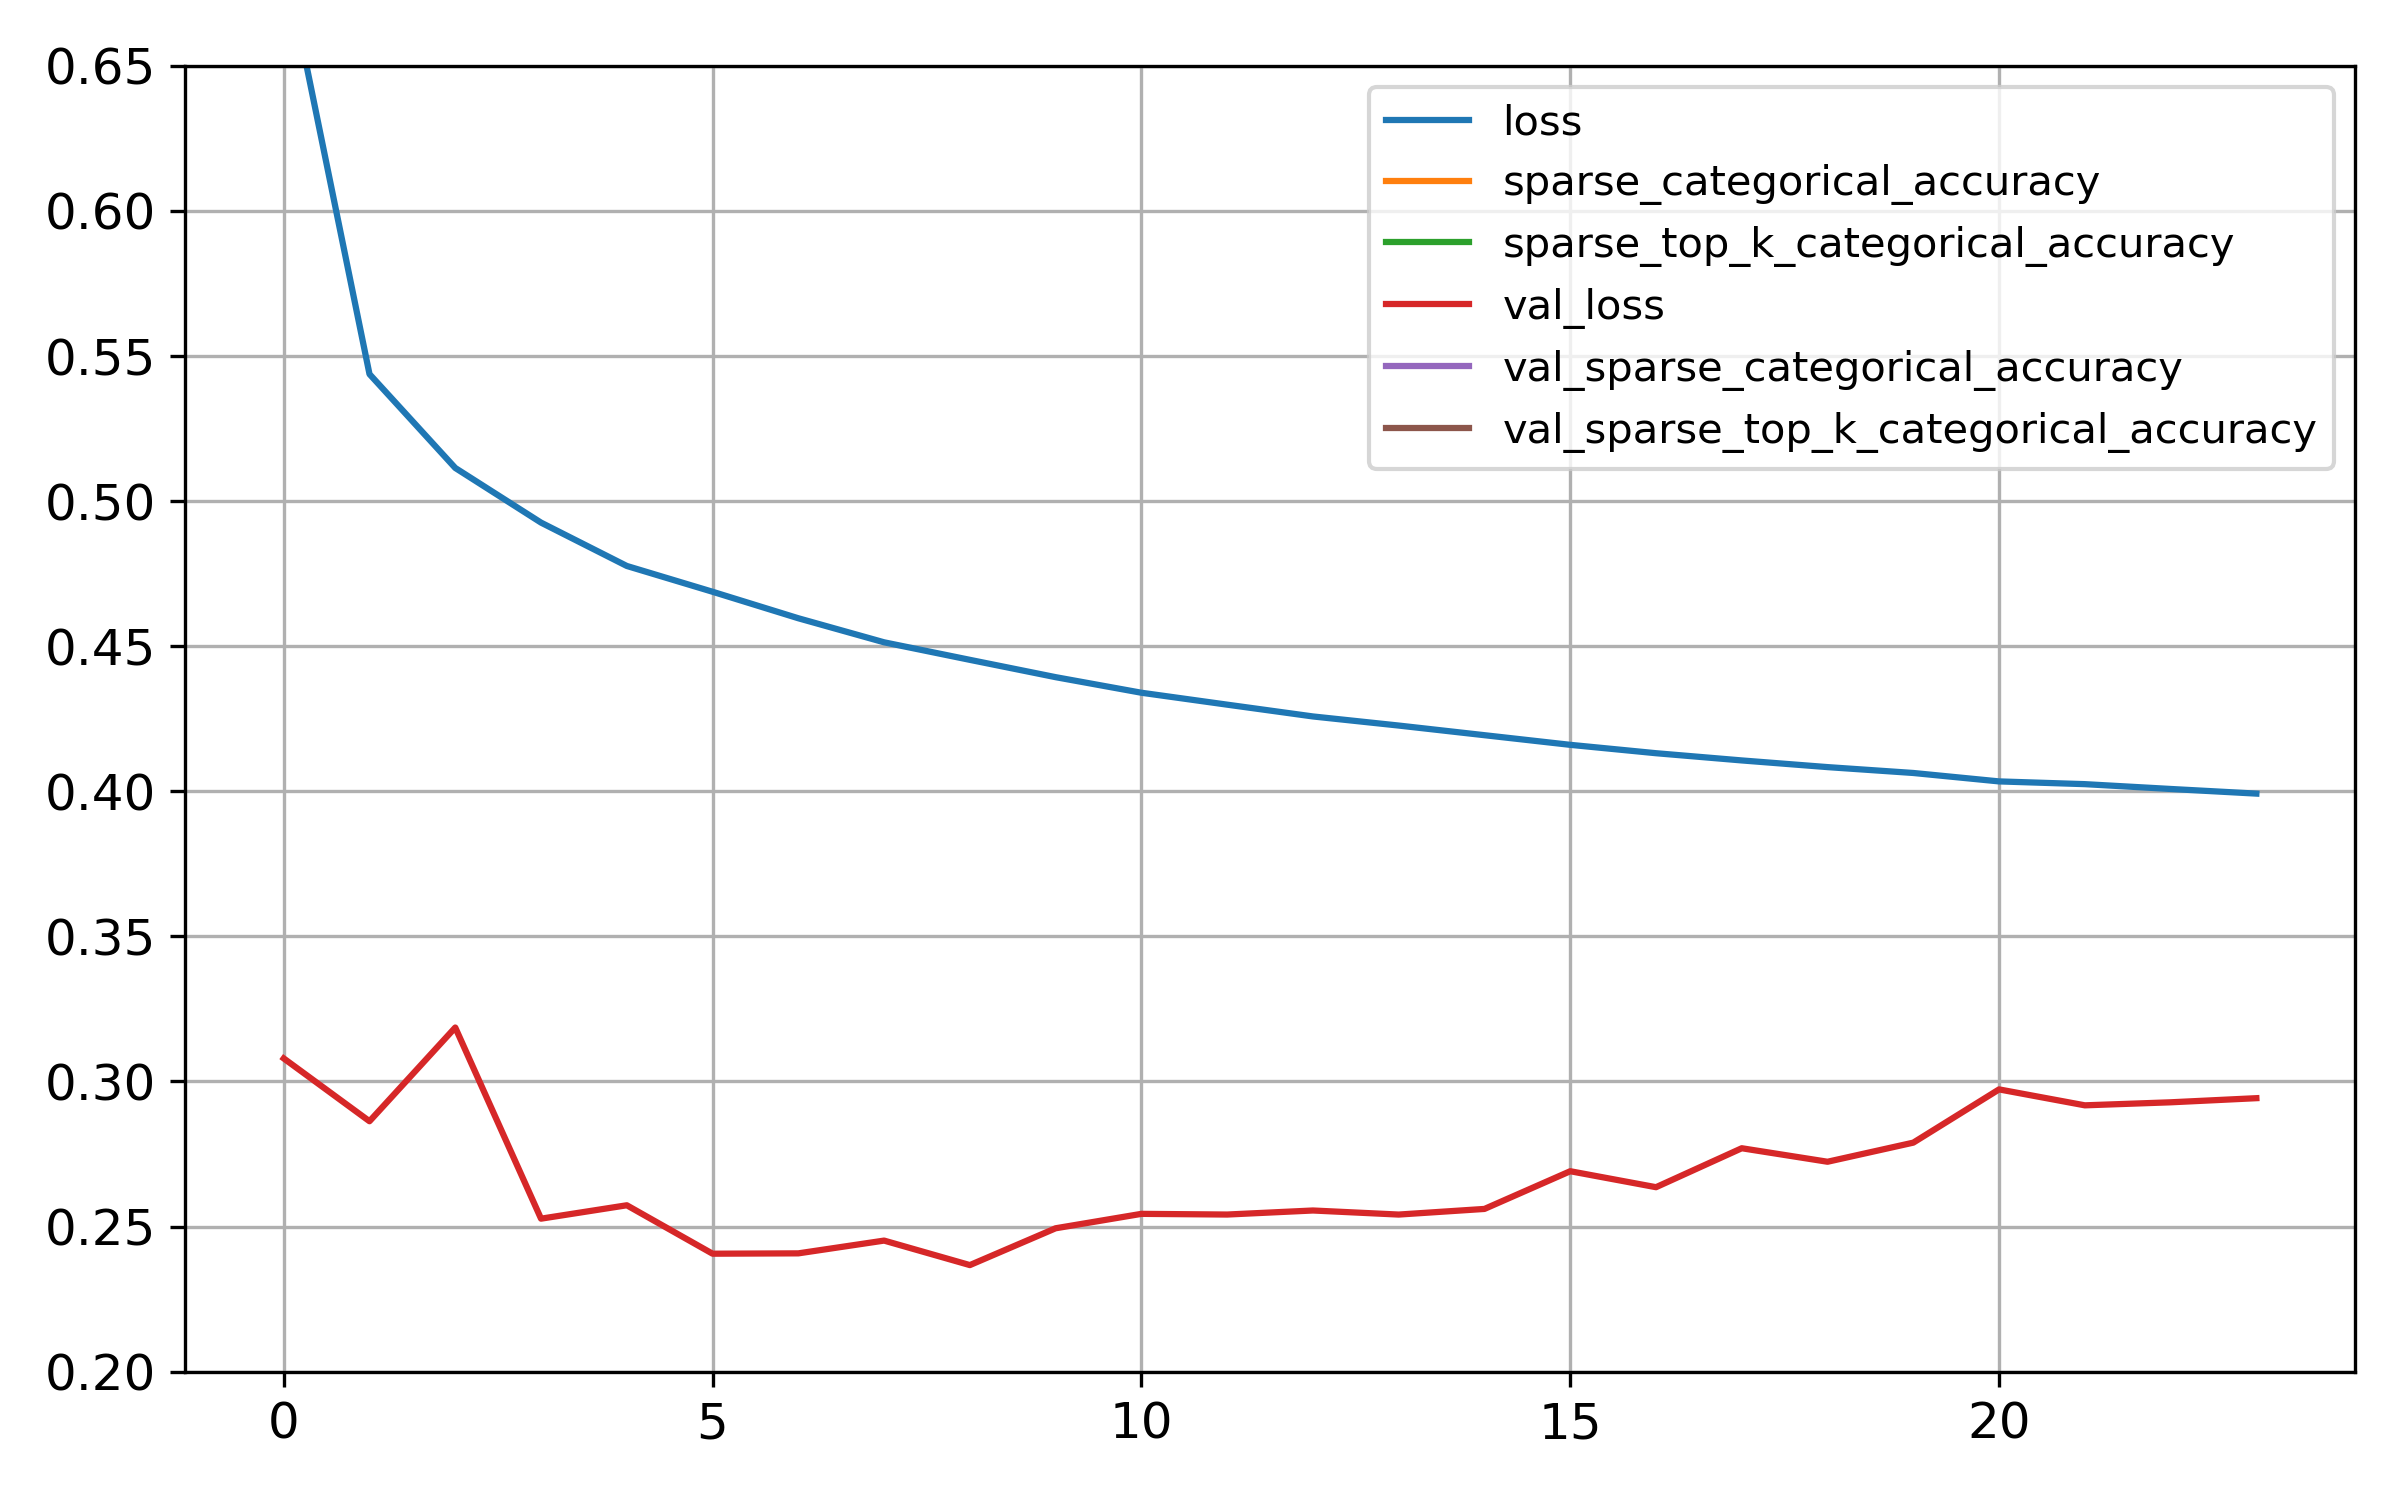 0.65
0.60
0.55
0.50
0.45
0.40
0.35
0.30
0.25
0.20
0 5 10 15 20
loss
sparse_categorical_accuracy
sparse_top_k_categorical_accuracy
val_loss
val_sparse_categorical_accuracy
val_sparse_top_k_categorical_accuracy